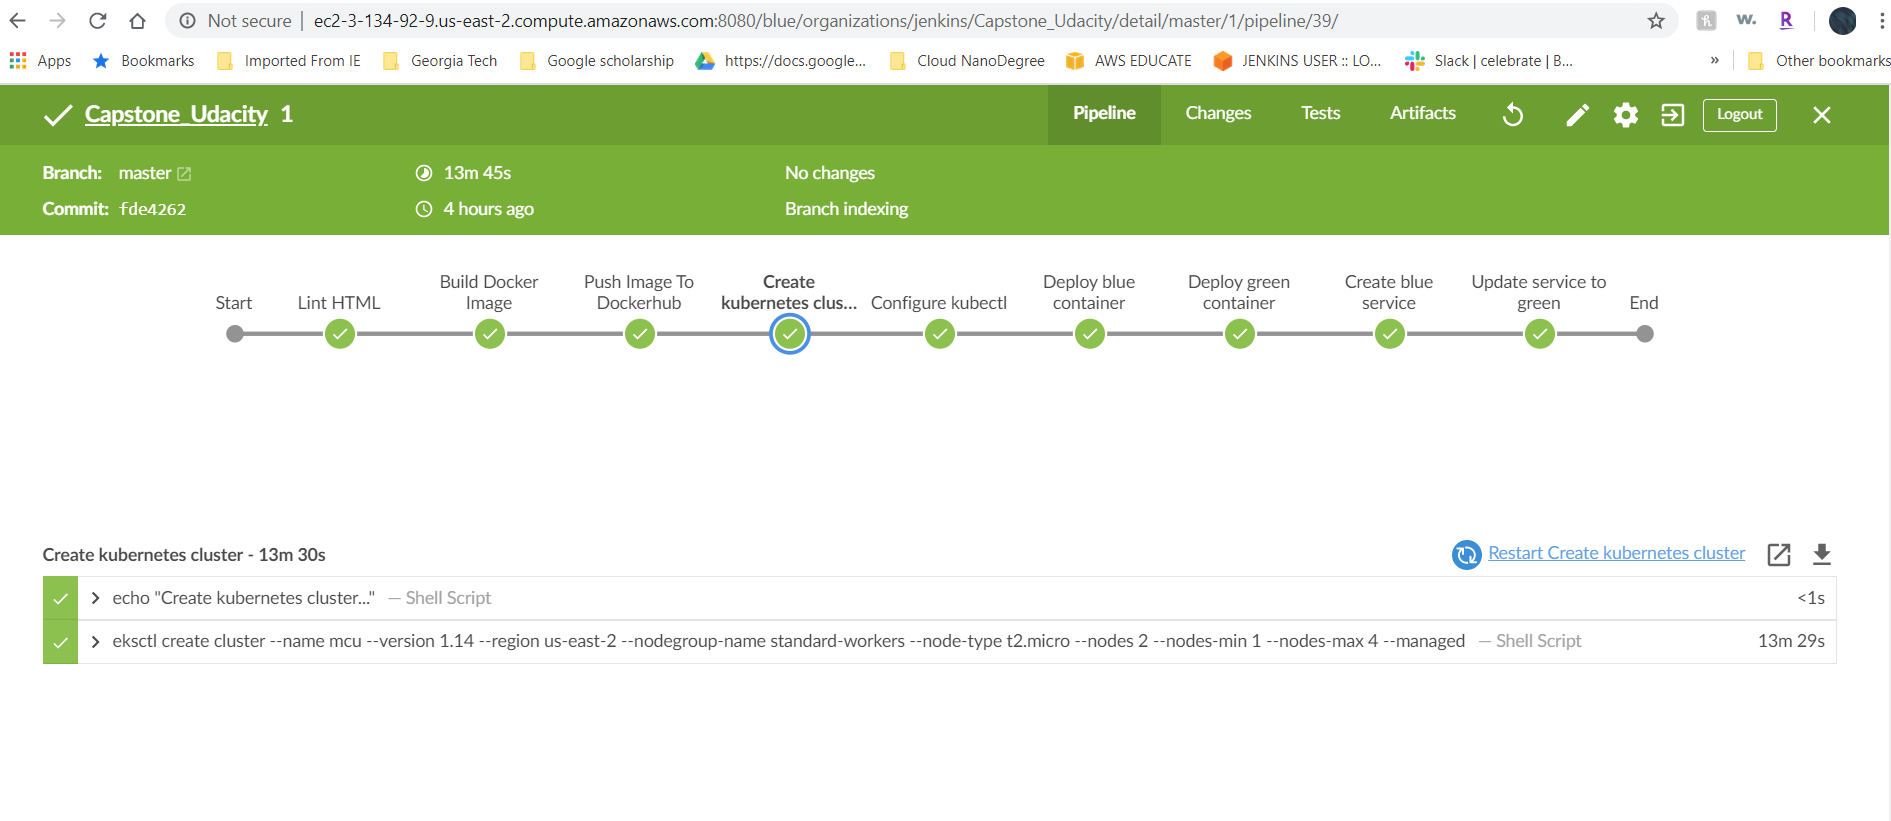 Not secure | ec2-3-134-92-9.us-east-2.compute.amazonaws.com:8080/blue/organizations/jenkins/Capstone_Udacity/detail/master/1/pipeline/39/
Apps Bookmarks Imported From IE Georgia Tech Google scholarship https://docs.google... Cloud NanoDegree AWS EDUCATE JENKINS USER :: LO... Slack | celebrate | B... » Other bookmarks
Capstone_Udacity 1 Pipeline Changes Tests Artifacts Logout
Branch: master 13m 45s No changes
Commit: fde4262 4 hours ago Branch indexing
Build Docker Push Image To Create Deploy blue Deploy green Create blue Update service to
Start Lint HTML Image Dockerhub kubernetes clus... Configure kubectl container container service green End
Create kubernetes cluster - 13m 30s Restart Create kubernetes cluster
echo "Create kubernetes cluster..." — Shell Script <1s
eksctl create cluster --name mcu --version 1.14 --region us-east-2 --nodegroup-name standard-workers --node-type t2.micro --nodes 2 --nodes-min 1 --nodes-max 4 --managed — Shell Script 13m 29s